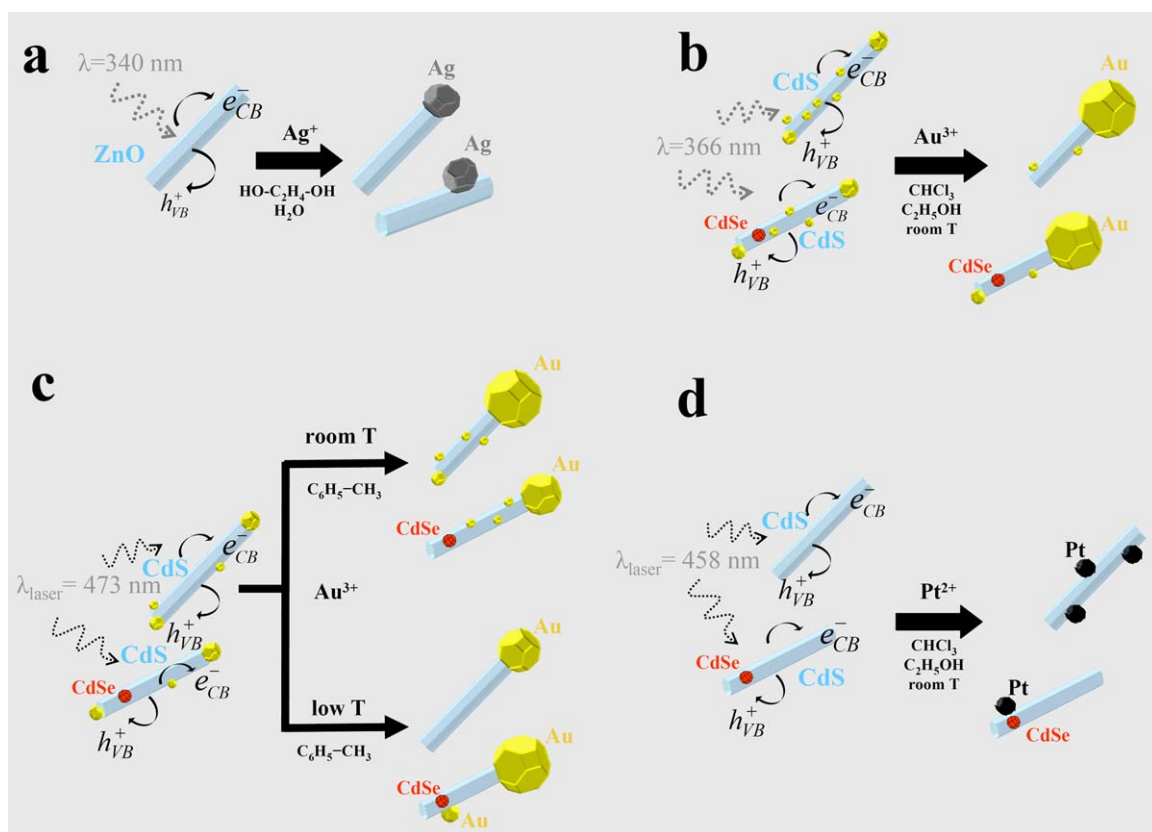 a
λ=340 nm
ZnO
e⁻CB
h⁺VB
Ag⁺
HO-C₂H₄-OH
H₂O
Ag
Ag
b
λ=366 nm
CdS
e⁻CB
h⁺VB
CdSe
e⁻CB
CdS
h⁺VB
Au³⁺
CHCl₃
C₂H₅OH
room T
Au
Au
CdSe
c
λlaser= 473 nm
CdS
e⁻CB
h⁺VB
CdS
CdSe
e⁻CB
h⁺VB
room T
C₆H₅−CH₃
Au³⁺
low T
C₆H₅−CH₃
Au
Au
CdSe
Au
Au
CdSe
Au
d
λlaser= 458 nm
CdS
e⁻CB
h⁺VB
CdSe
e⁻CB
CdS
h⁺VB
Pt²⁺
CHCl₃
C₂H₅OH
room T
Pt
Pt
CdSe